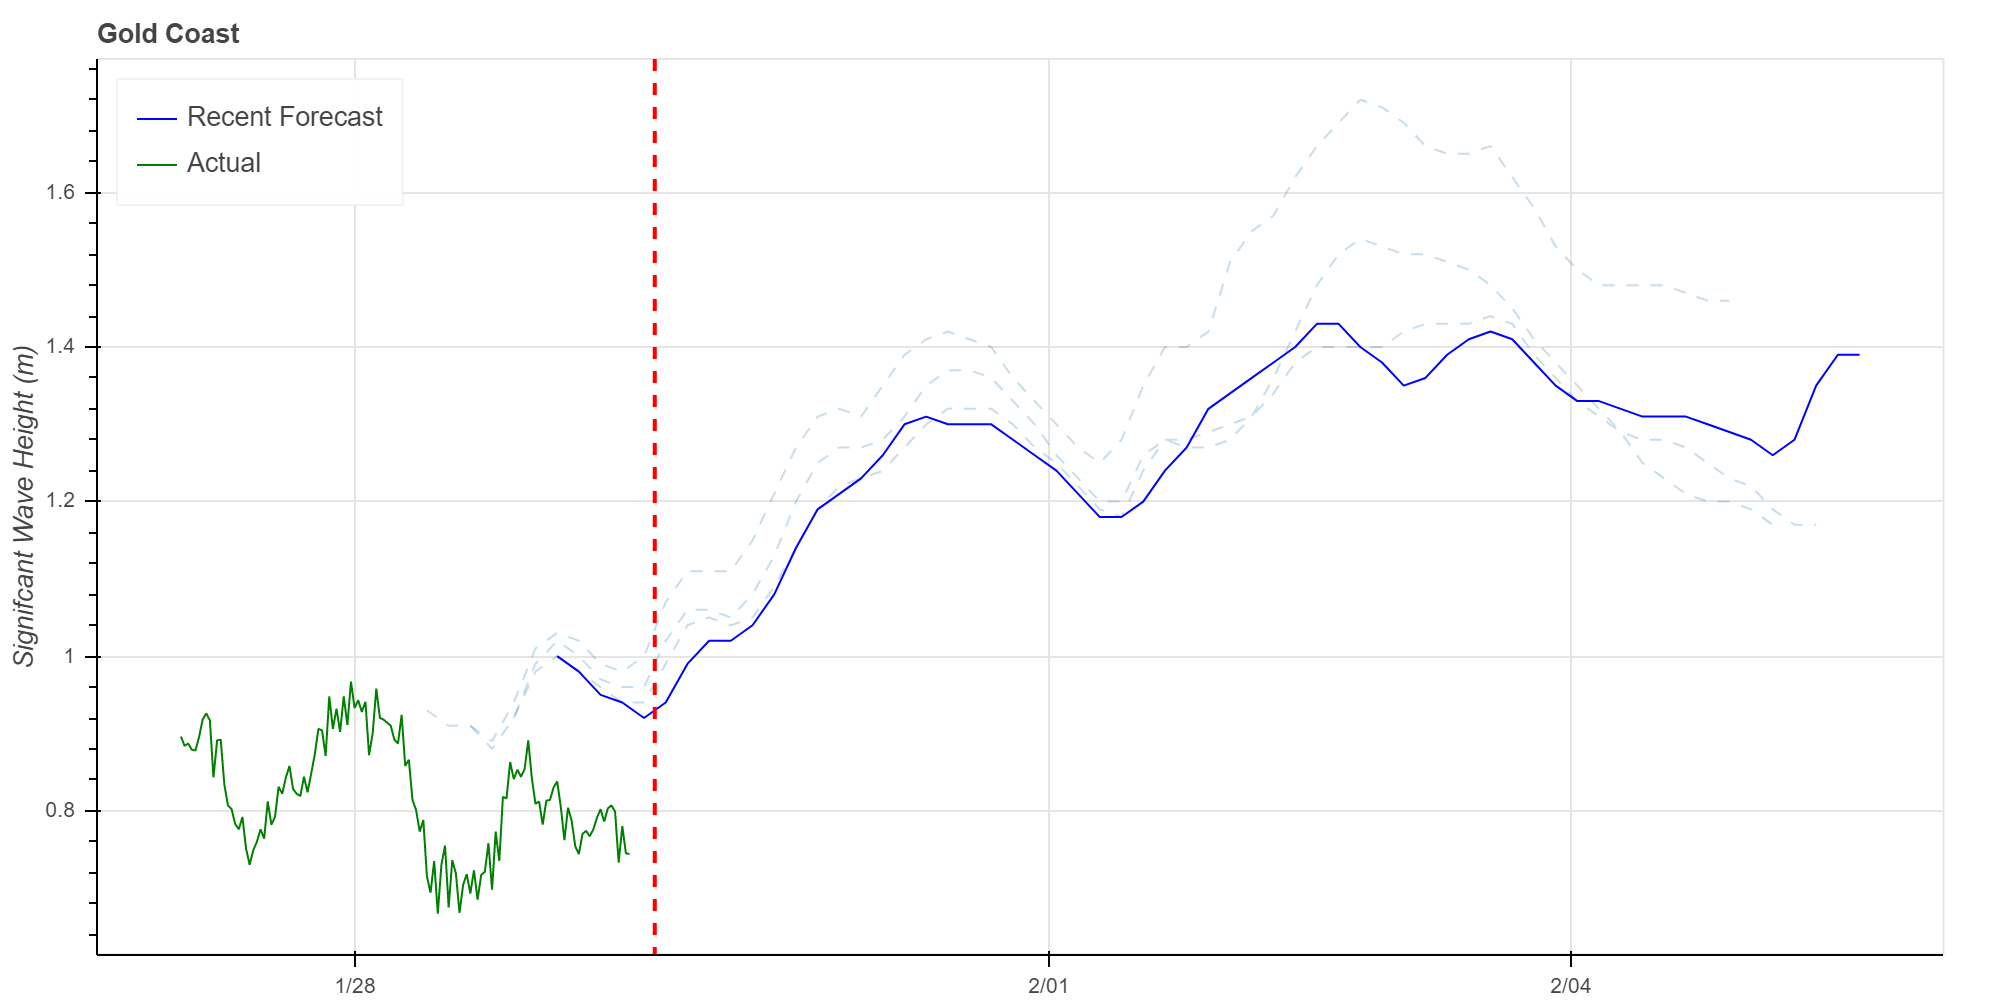 Gold Coast
Recent Forecast
Actual
Signifcant Wave Height (m)
1.6
1.4
1.2
1
0.8
1/28
2/01
2/04